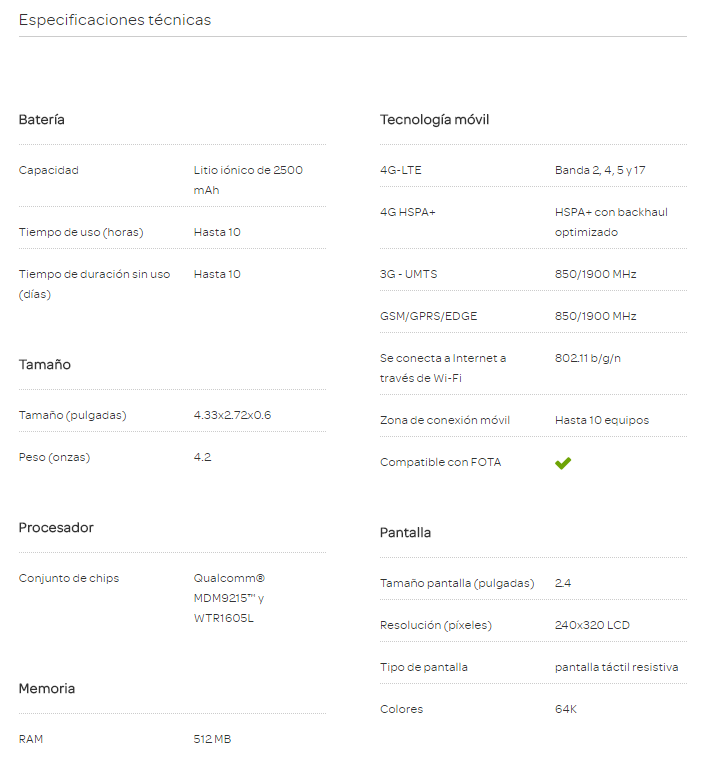 Especificaciones técnicas
Batería
Capacidad
Litio iónico de 2500
mAh
Tiempo de uso (horas)
Hasta 10
Tiempo de duración sin uso
(días)
Hasta 10
Tamaño
Tamaño (pulgadas)
4.33x2.72x0.6
Peso (onzas)
4.2
Procesador
Conjunto de chips
Qualcomm®
MDM9215™ y
WTR1605L
Memoria
RAM
512 MB
Tecnología móvil
4G-LTE
Banda 2, 4, 5 y 17
4G HSPA+
HSPA+ con backhaul
optimizado
3G - UMTS
850/1900 MHz
GSM/GPRS/EDGE
850/1900 MHz
Se conecta a Internet a
través de Wi-Fi
802.11 b/g/n
Zona de conexión móvil
Hasta 10 equipos
Compatible con FOTA
Pantalla
Tamaño pantalla (pulgadas)
2.4
Resolución (píxeles)
240x320 LCD
Tipo de pantalla
pantalla táctil resistiva
Colores
64K